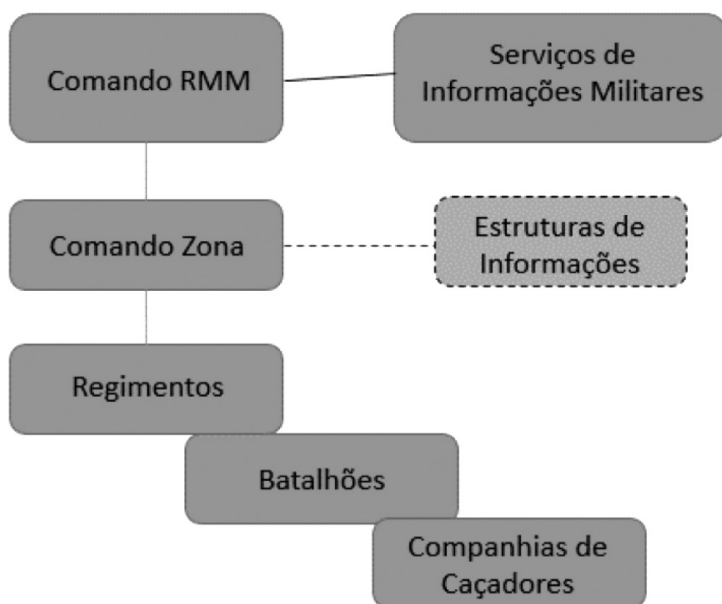 Comando RMM
Serviços de
Informações Militares
Comando Zona
Estruturas de
Informações
Regimentos
Batalhões
Companhias de
Caçadores